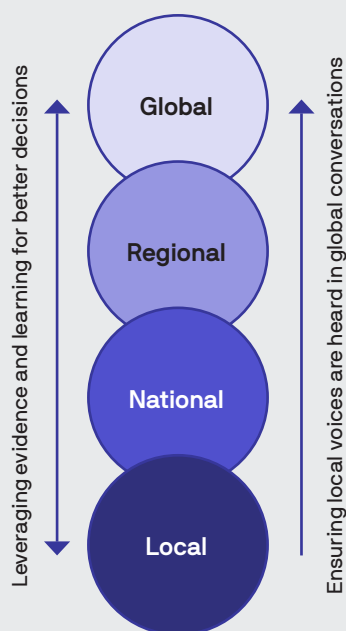 Leveraging evidence and learning for better decisions
Global
Regional
National
Local
Ensuring local voices are heard in global conversations